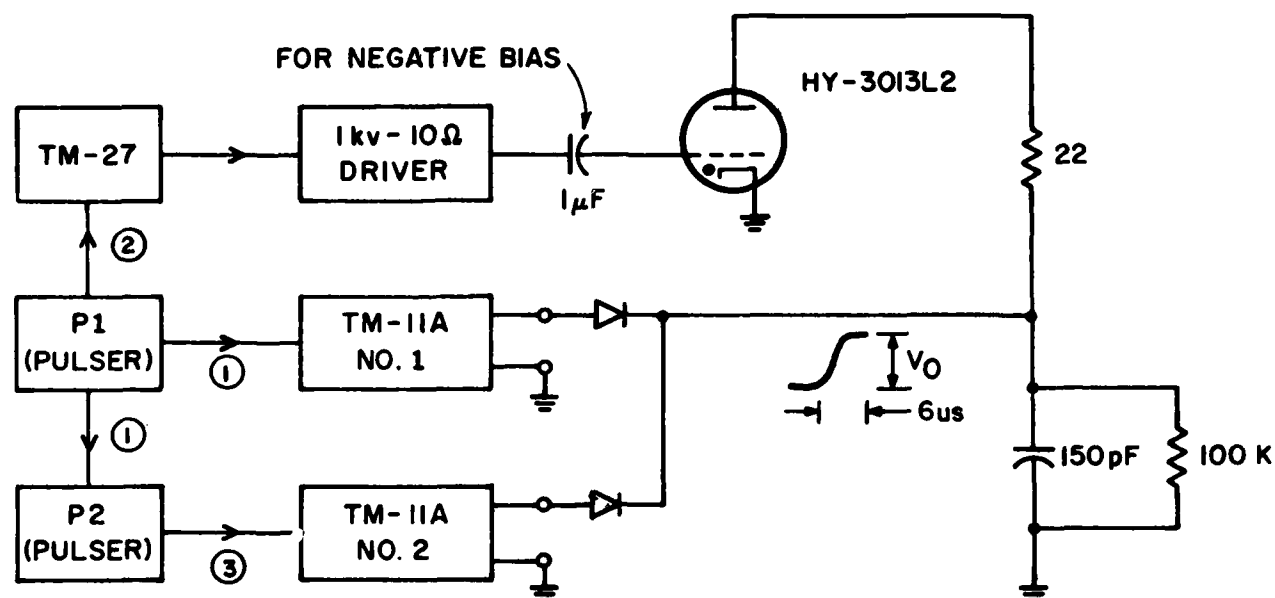 FOR NEGATIVE BIAS
HY-3013L2
TM-27
1kv-10Ω
DRIVER
1μF
22
②
P1
(PULSER)
①
TM-11A
NO. 1
V_O
6us
①
150pF
100 K
P2
(PULSER)
③
TM-11A
NO. 2